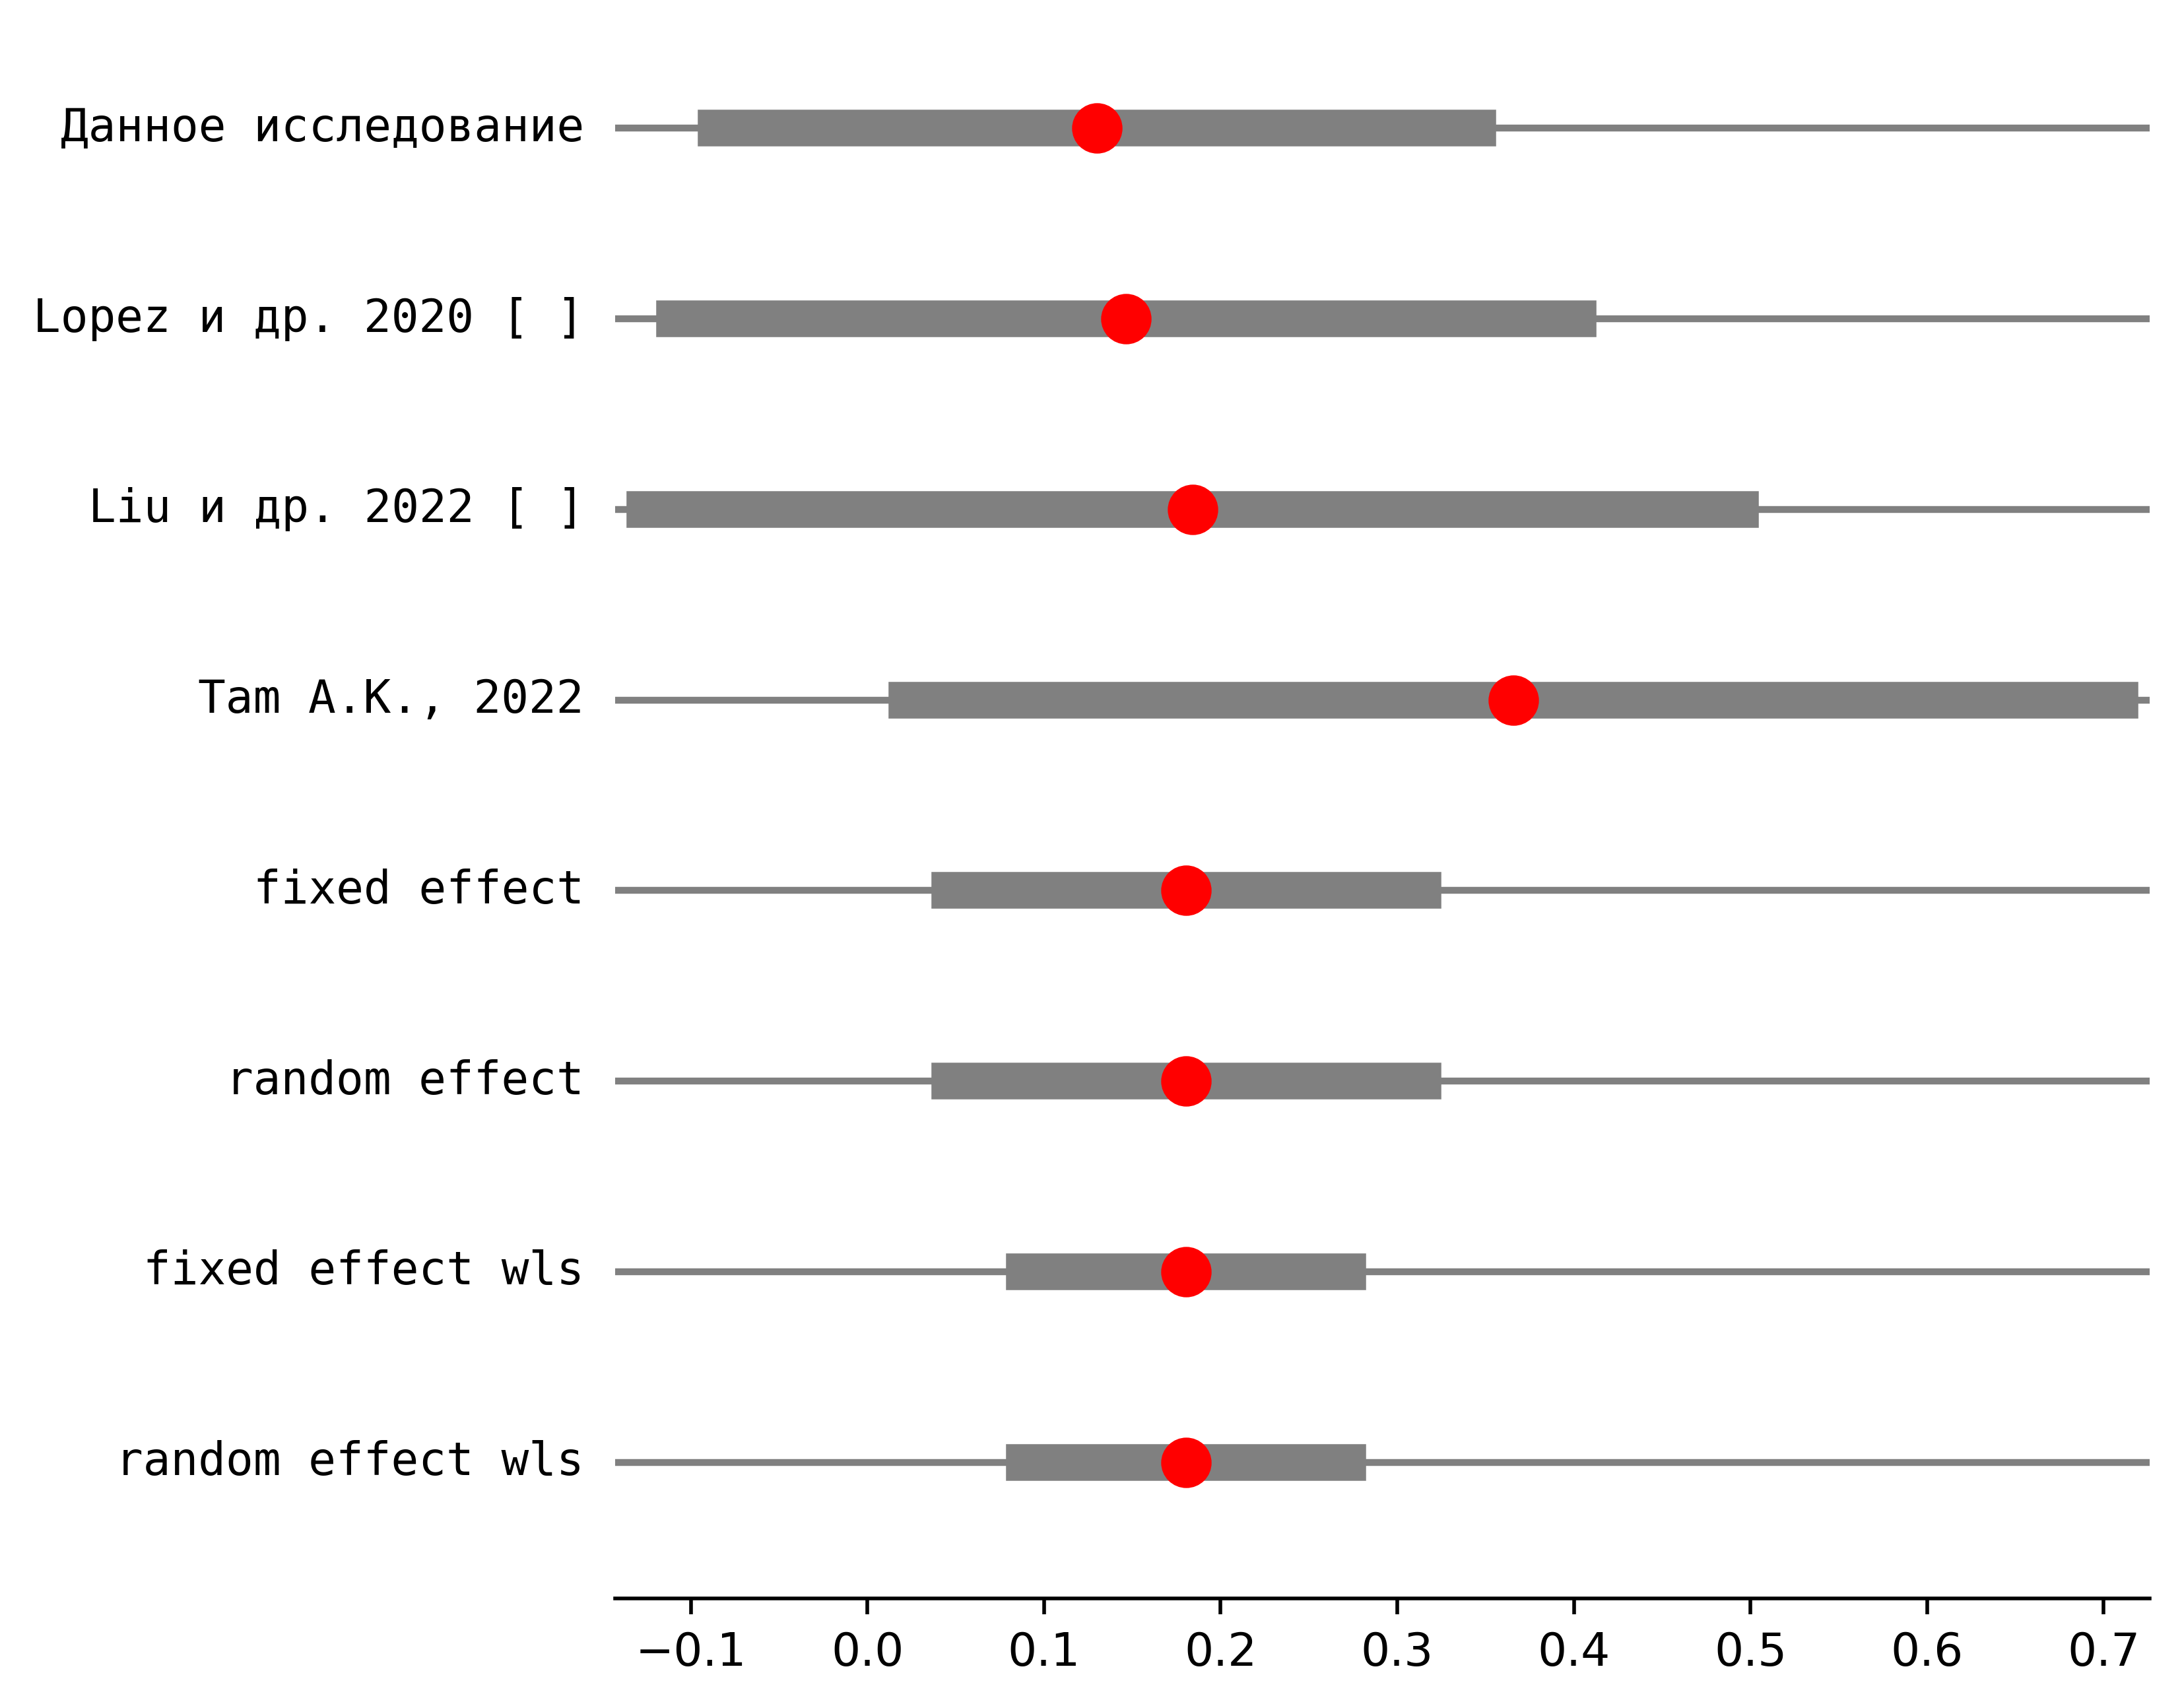 Данное исследование
Lopez и др. 2020 [ ]
Liu и др. 2022 [ ]
Tam A.K., 2022
fixed effect
random effect
fixed effect wls
random effect wls
−0.1 0.0 0.1 0.2 0.3 0.4 0.5 0.6 0.7